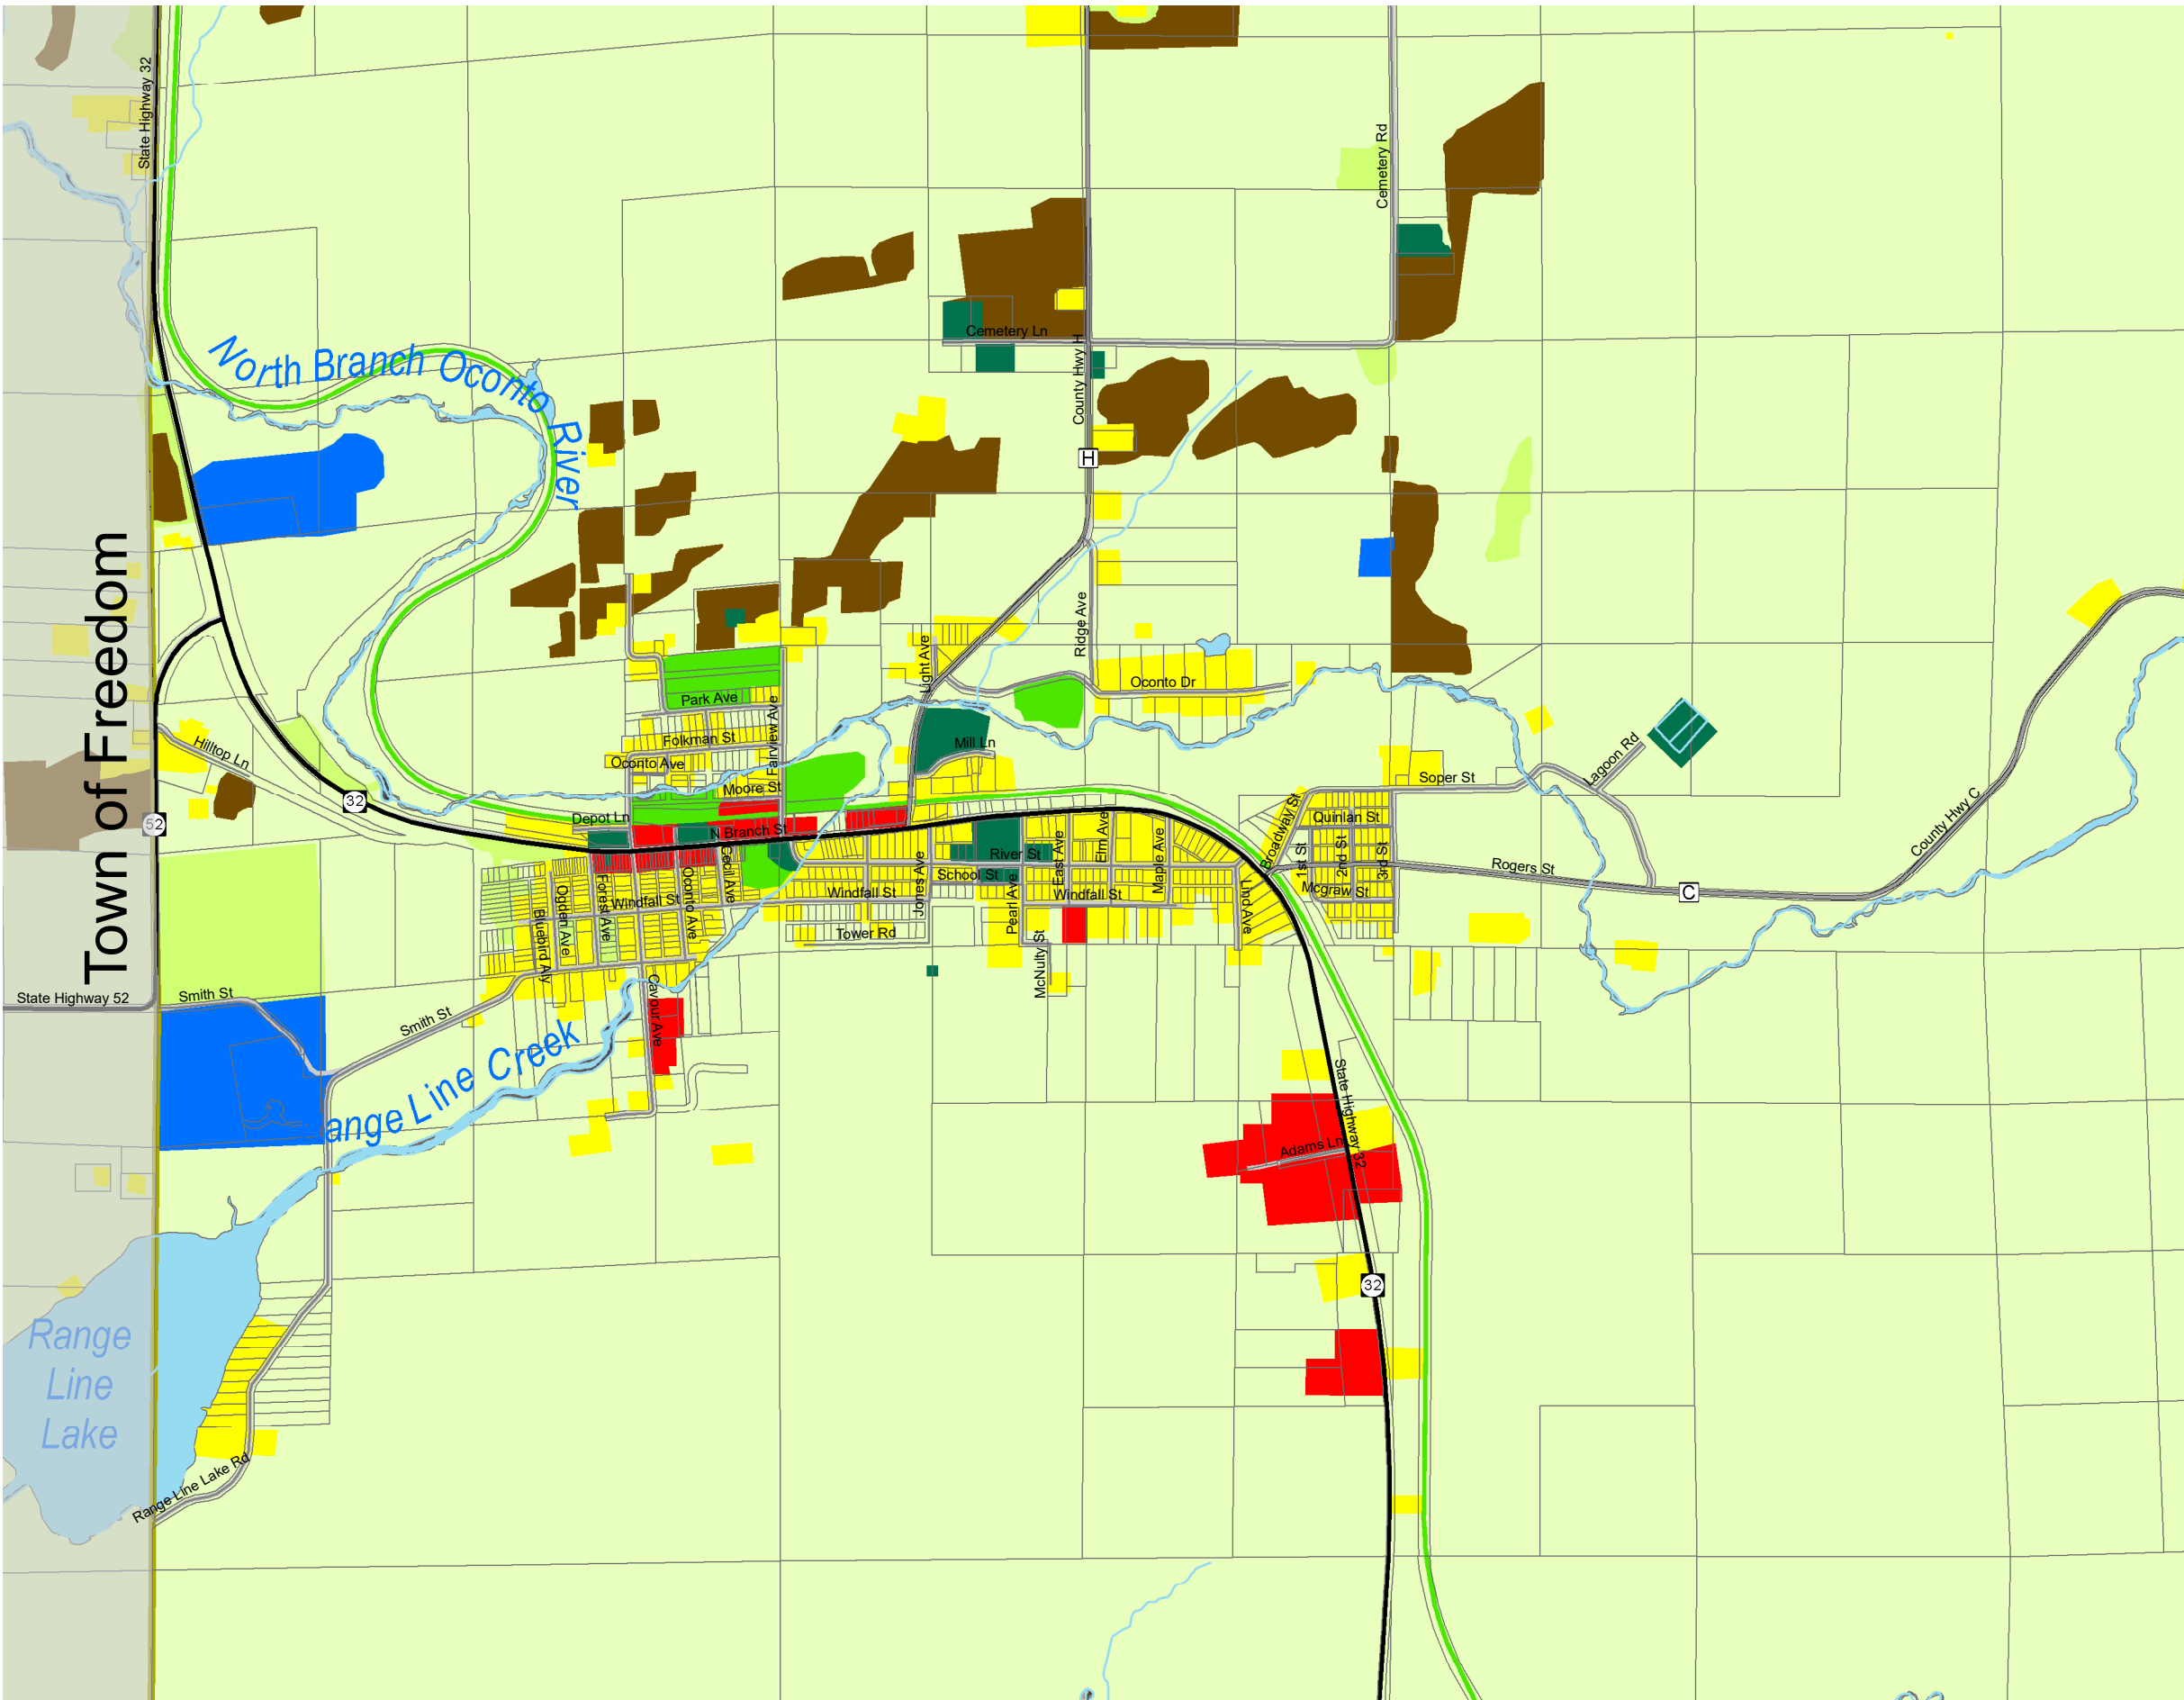 State Highway 32
Cemetery Rd
Cemetery Ln
County Hwy H
North Branch Oconto River
H
Town of Freedom
Ridge Ave
Light Ave
Oconto Dr
Park Ave
Fairview Ave
Folkman St
Hilltop Ln
Oconto Ave
Mill Ln
Moore St
Lagoon Rd
Soper St
32
52
Depot Ln
N Branch St
Broadway St
Quinlan St
County Hwy C
Cecil Ave
River St
East Ave
Elm Ave
Maple Ave
1st St
2nd St
3rd St
Rogers St
School St
Jones Ave
Pearl Ave
Lind Ave
Mcgraw St
C
Bluebird Aly
Ogden Ave
Forest Ave
Windfall St
Oconto Ave
Windfall St
Windfall St
Tower Rd
McNulty St
State Highway 52
Smith St
Smith St
Cavour Ave
ange Line Creek
State Highway 32
Adams Ln
32
Range
Line
Lake
Range Line Lake Rd